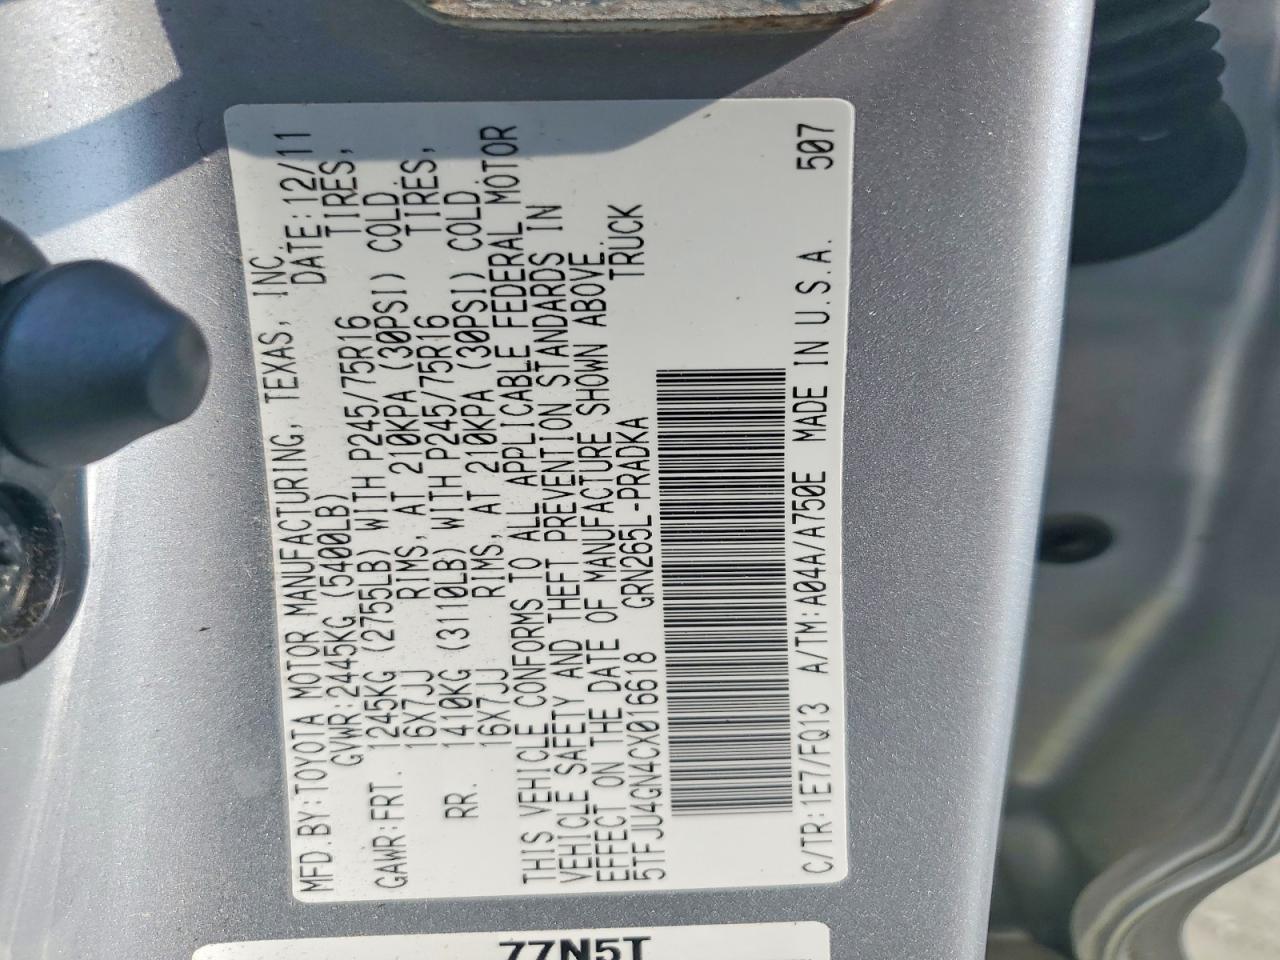 MFD.BY:TOYOTA MOTOR MANUFACTURING, TEXAS, INC.
GVWR:2445KG (5400LB) DATE:12/11
GAWR:FRT. 1245KG (2755LB) WITH P245/75R16 TIRES,
16X7JJ RIMS, AT 210KPA (30PSI) COLD.
RR. 1410KG (3110LB) WITH P245/75R16 TIRES,
16X7JJ RIMS, AT 210KPA (30PSI) COLD.
THIS VEHICLE CONFORMS TO ALL APPLICABLE FEDERAL MOTOR
VEHICLE SAFETY AND THEFT PREVENTION STANDARDS IN
EFFECT ON THE DATE OF MANUFACTURE SHOWN ABOVE.
5TFJU4GN4CX016618 GRN265L-PRADKA TRUCK
C/TR:1E7/FQ13 A/TM:A04A/A750E MADE IN U.S.A. 507
77N5T